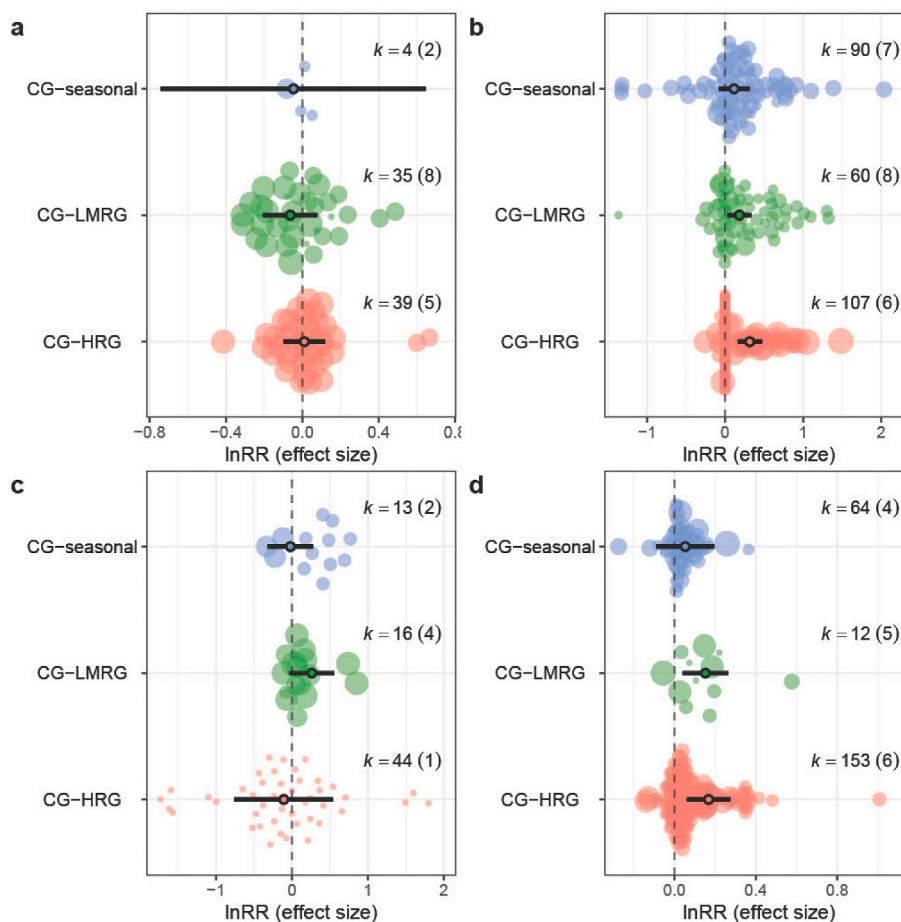 a
k = 4 (2)
CG−seasonal
k = 35 (8)
CG−LMRG
k = 39 (5)
CG−HRG
−0.8 −0.4 0.0 0.4 0.8
lnRR (effect size)
b
k = 90 (7)
CG−seasonal
k = 60 (8)
CG−LMRG
k = 107 (6)
CG−HRG
−1 0 1 2
lnRR (effect size)
c
k = 13 (2)
CG−seasonal
k = 16 (4)
CG−LMRG
k = 44 (1)
CG−HRG
−1 0 1 2
lnRR (effect size)
d
k = 64 (4)
CG−seasonal
k = 12 (5)
CG−LMRG
k = 153 (6)
CG−HRG
0.0 0.4 0.8
lnRR (effect size)